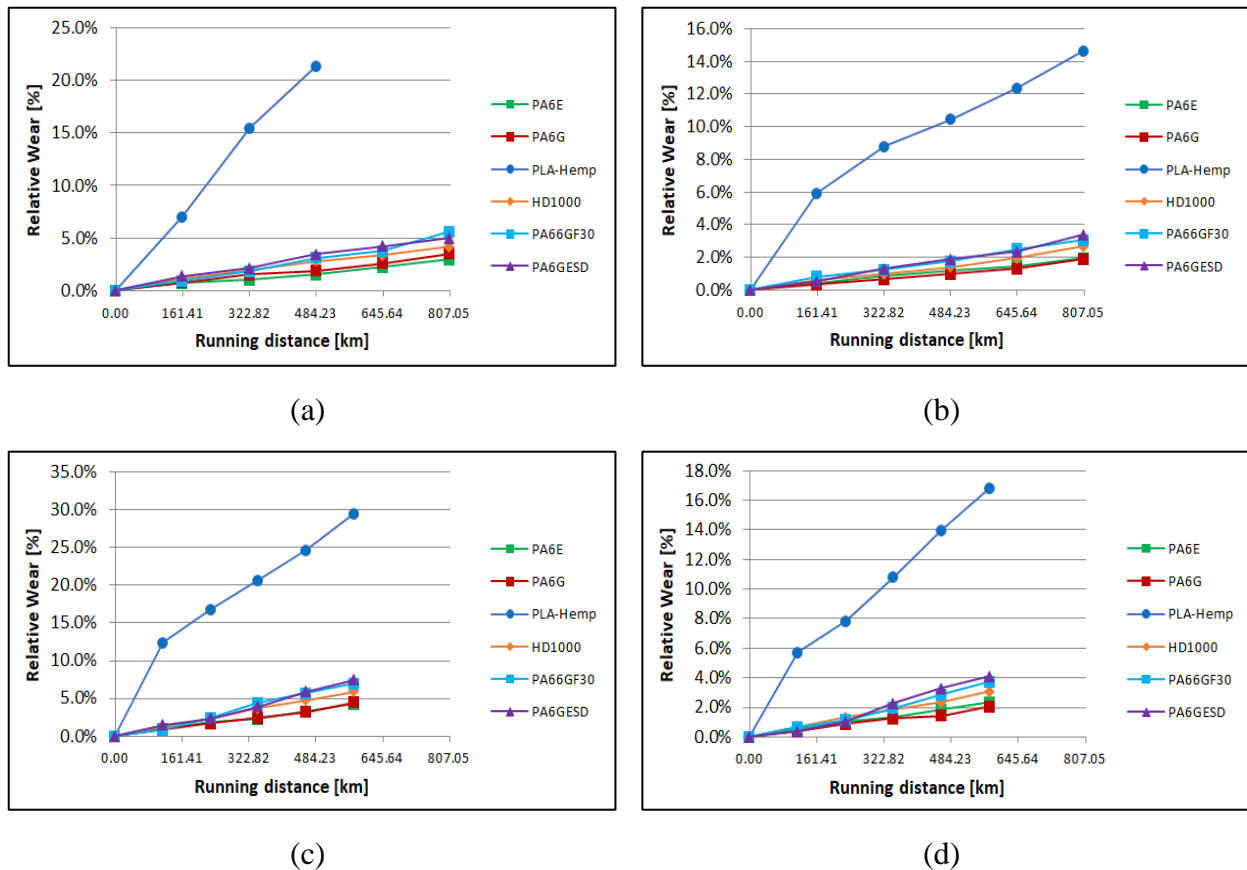 25.0%
20.0%
15.0%
10.0%
5.0%
0.0%
Relative Wear [%]
0.00 161.41 322.82 484.23 645.64 807.05
Running distance [km]
PA6E
PA6G
PLA-Hemp
HD1000
PA66GF30
PA6GESD
(a)
16.0%
14.0%
12.0%
10.0%
8.0%
6.0%
4.0%
2.0%
0.0%
Relative Wear [%]
0.00 161.41 322.82 484.23 645.64 807.05
Running distance [km]
PA6E
PA6G
PLA-Hemp
HD1000
PA66GF30
PA6GESD
(b)
35.0%
30.0%
25.0%
20.0%
15.0%
10.0%
5.0%
0.0%
Relative Wear [%]
0.00 161.41 322.82 484.23 645.64 807.05
Running distance [km]
PA6E
PA6G
PLA-Hemp
HD1000
PA66GF30
PA6GESD
(c)
18.0%
16.0%
14.0%
12.0%
10.0%
8.0%
6.0%
4.0%
2.0%
0.0%
Relative Wear [%]
0.00 161.41 322.82 484.23 645.64 807.05
Running distance [km]
PA6E
PA6G
PLA-Hemp
HD1000
PA66GF30
PA6GESD
(d)